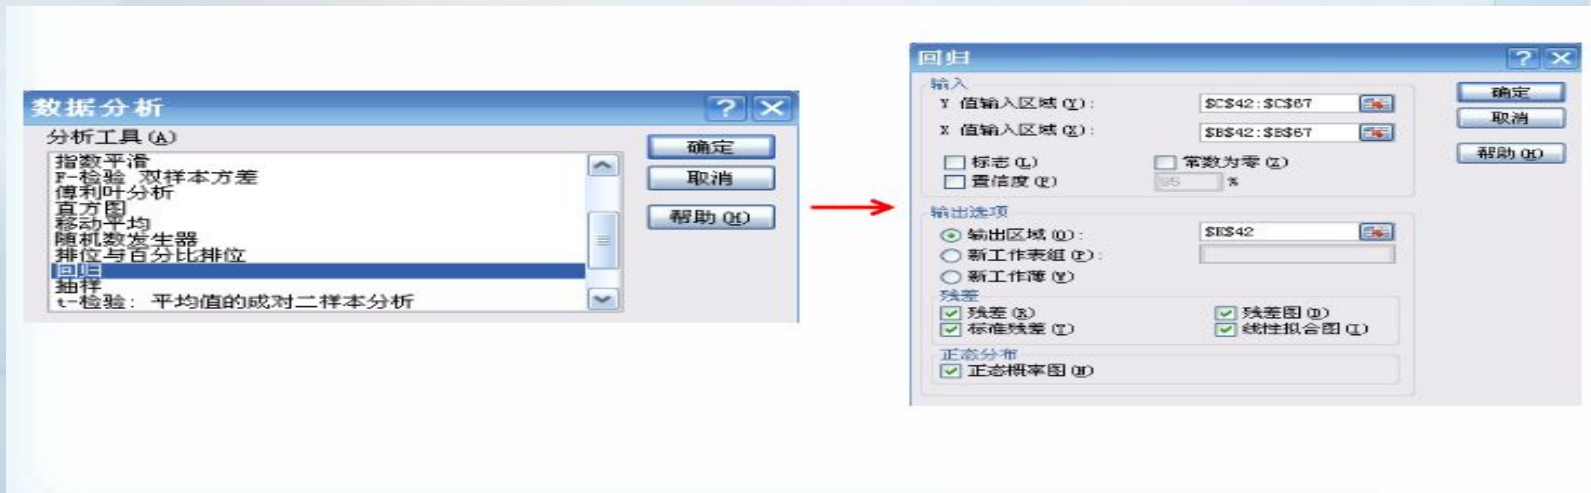 数据分析
分析工具(A)
指数平滑
F-检验 双样本方差
傅利叶分析
直方图
移动平均
随机数发生器
排位与百分比排位
回归
抽样
t-检验: 平均值的成对二样本分析
确定
取消
帮助(H)
回归
输入
Y 值输入区域(Y): $C$42:$C$67
X 值输入区域(X): $B$42:$B$67
标志(L) 常数为零(Z)
置信度(F) 95 %
输出选项
输出区域(O): $E$42
新工作表组(P):
新工作薄(W)
残差
残差(R) 残差图(D)
标准残差(T) 线性拟合图(I)
正态分布
正态概率图(N)
确定
取消
帮助(H)